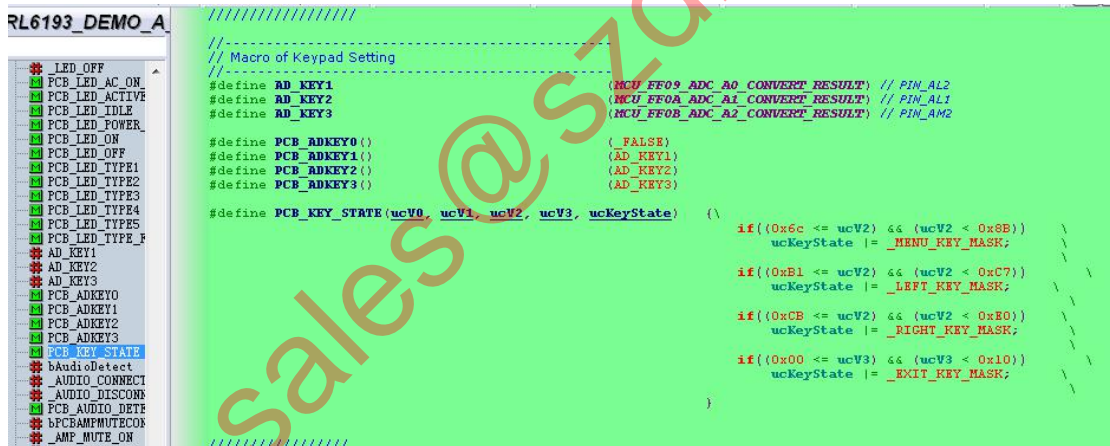 RL6193_DEMO_A_
_LED_OFF
PCB_LED_AC_ON
PCB_LED_ACTIVE
PCB_LED_IDLE
PCB_LED_POWER_
PCB_LED_ON
PCB_LED_OFF
PCB_LED_TYPE1
PCB_LED_TYPE2
PCB_LED_TYPE3
PCB_LED_TYPE4
PCB_LED_TYPE5
PCB_LED_TYPE_F
AD_KEY1
AD_KEY2
AD_KEY3
PCB_ADKEY0
PCB_ADKEY1
PCB_ADKEY2
PCB_ADKEY3
PCB_KEY_STATE
bAudioDetect
_AUDIO_CONNECT
_AUDIO_DISCONN
PCB_AUDIO_DETE
bPCBAMPMUTECON
_AMP_MUTE_ON
//////////////////
//----------------------------------------------
// Macro of Keypad Setting
//----------------------------------------------
#define AD_KEY1 (MCU_FF09_ADC_A0_CONVERT_RESULT) // PIN_AL2
#define AD_KEY2 (MCU_FF0A_ADC_A1_CONVERT_RESULT) // PIN_AL1
#define AD_KEY3 (MCU_FF0B_ADC_A2_CONVERT_RESULT) // PIN_AM2
#define PCB_ADKEY0() (_FALSE)
#define PCB_ADKEY1() (AD_KEY1)
#define PCB_ADKEY2() (AD_KEY2)
#define PCB_ADKEY3() (AD_KEY3)
#define PCB_KEY_STATE(ucV0, ucV1, ucV2, ucV3, ucKeyState) {\
if((0x6c <= ucV2) && (ucV2 < 0x8B)) \
ucKeyState |= _MENU_KEY_MASK; \
\
if((0xB1 <= ucV2) && (ucV2 < 0xC7)) \
ucKeyState |= _LEFT_KEY_MASK; \
\
if((0xCB <= ucV2) && (ucV2 < 0xE0)) \
ucKeyState |= _RIGHT_KEY_MASK; \
\
if((0x00 <= ucV3) && (ucV3 < 0x10)) \
ucKeyState |= _EXIT_KEY_MASK; \
\
}
//////////////////
sales@szd